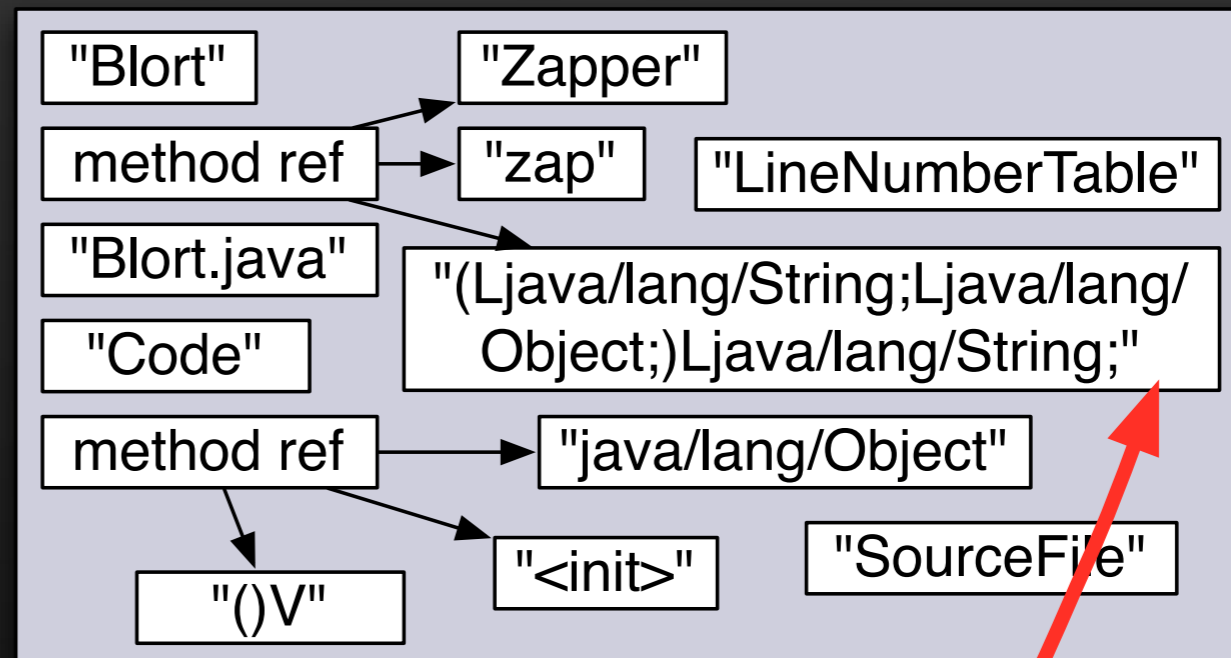 "Blort"
"Zapper"
method ref
"zap"
"LineNumberTable"
"Blort.java"
"(Ljava/lang/String;Ljava/lang/
Object;)Ljava/lang/String;"
"Code"
method ref
"java/lang/Object"
"SourceFile"
"<init>"
"()V"